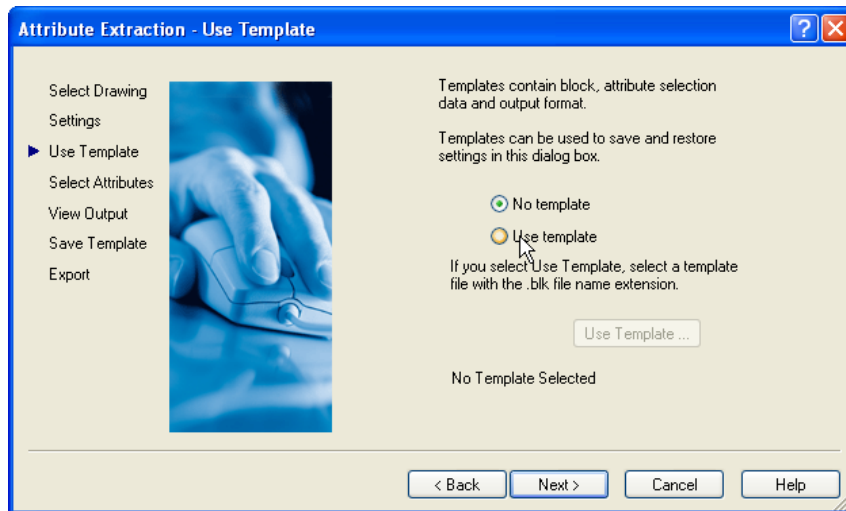 Attribute Extraction - Use Template
Select Drawing
Settings
Use Template
Select Attributes
View Output
Save Template
Export
Templates contain block, attribute selection
data and output format.
Templates can be used to save and restore
settings in this dialog box.
No template
Use template
If you select Use Template, select a template
file with the .blk file name extension.
Use Template ...
No Template Selected
< Back
Next >
Cancel
Help